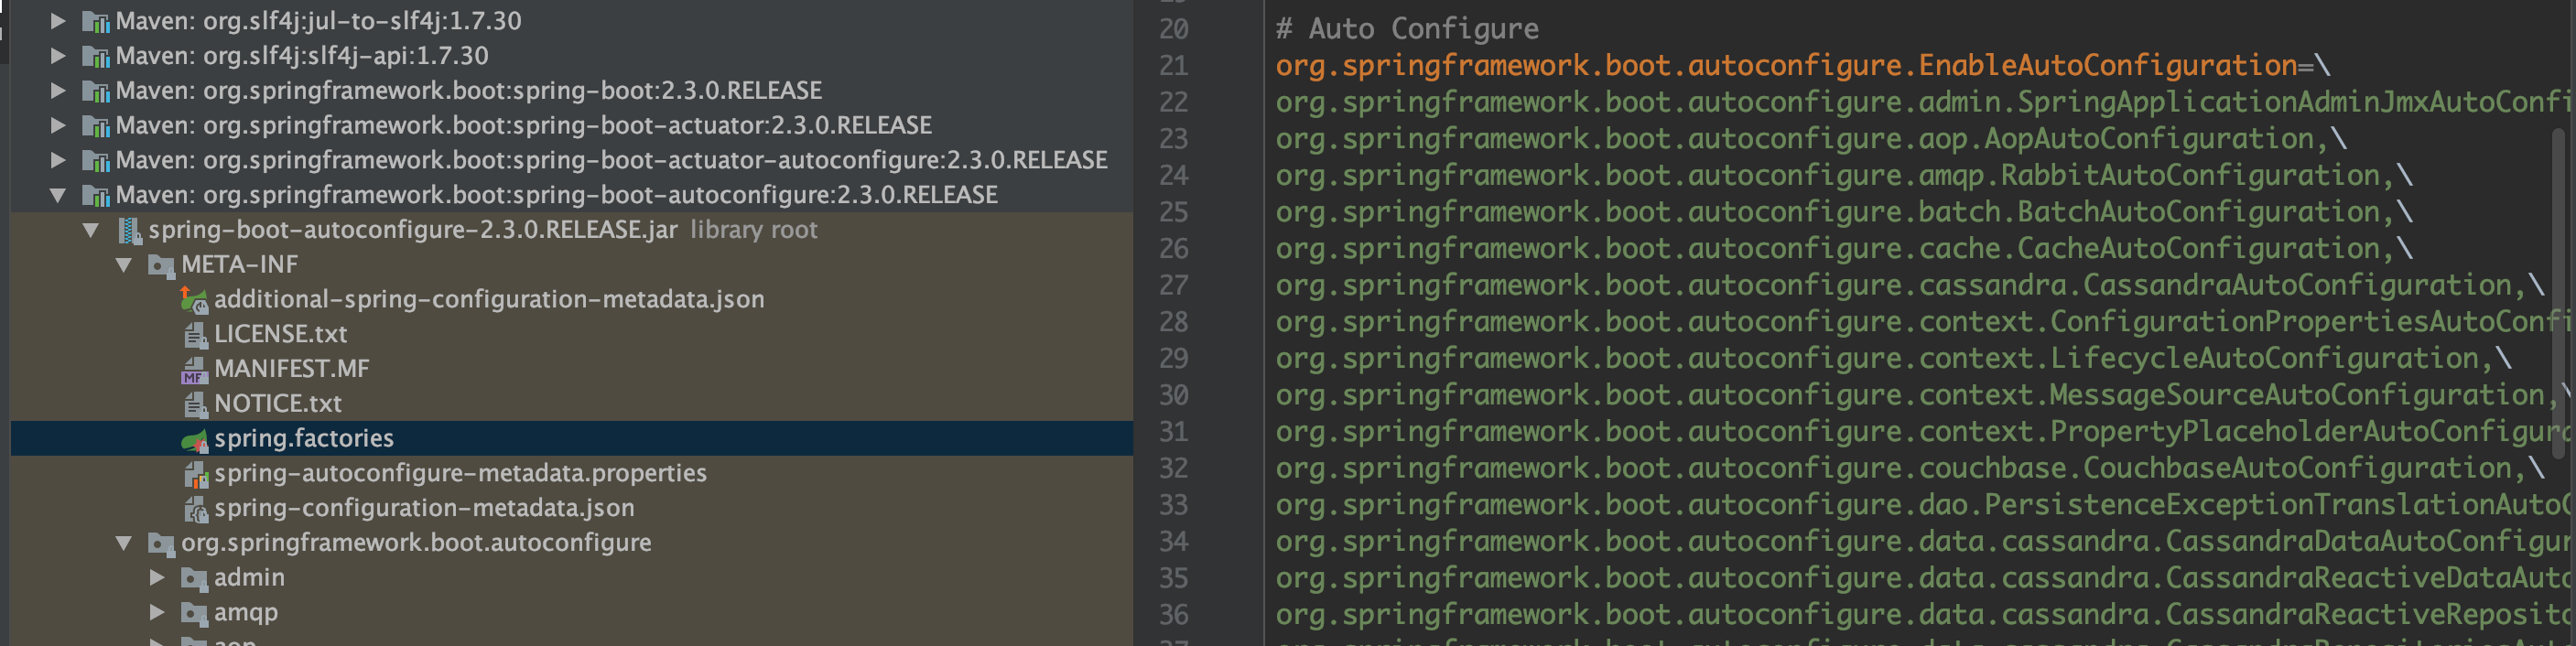 Maven: org.slf4j:jul-to-slf4j:1.7.30
Maven: org.slf4j:slf4j-api:1.7.30
Maven: org.springframework.boot:spring-boot:2.3.0.RELEASE
Maven: org.springframework.boot:spring-boot-actuator:2.3.0.RELEASE
Maven: org.springframework.boot:spring-boot-actuator-autoconfigure:2.3.0.RELEASE
Maven: org.springframework.boot:spring-boot-autoconfigure:2.3.0.RELEASE
spring-boot-autoconfigure-2.3.0.RELEASE.jar library root
META-INF
additional-spring-configuration-metadata.json
LICENSE.txt
MANIFEST.MF
NOTICE.txt
spring.factories
spring-autoconfigure-metadata.properties
spring-configuration-metadata.json
org.springframework.boot.autoconfigure
admin
amqp
20 # Auto Configure
21 org.springframework.boot.autoconfigure.EnableAutoConfiguration=\
22 org.springframework.boot.autoconfigure.admin.SpringApplicationAdminJmxAutoConfi
23 org.springframework.boot.autoconfigure.aop.AopAutoConfiguration,\
24 org.springframework.boot.autoconfigure.amqp.RabbitAutoConfiguration,\
25 org.springframework.boot.autoconfigure.batch.BatchAutoConfiguration,\
26 org.springframework.boot.autoconfigure.cache.CacheAutoConfiguration,\
27 org.springframework.boot.autoconfigure.cassandra.CassandraAutoConfiguration,\
28 org.springframework.boot.autoconfigure.context.ConfigurationPropertiesAutoConfi
29 org.springframework.boot.autoconfigure.context.LifecycleAutoConfiguration,\
30 org.springframework.boot.autoconfigure.context.MessageSourceAutoConfiguration,\
31 org.springframework.boot.autoconfigure.context.PropertyPlaceholderAutoConfigura
32 org.springframework.boot.autoconfigure.couchbase.CouchbaseAutoConfiguration,\
33 org.springframework.boot.autoconfigure.dao.PersistenceExceptionTranslationAutoC
34 org.springframework.boot.autoconfigure.data.cassandra.CassandraDataAutoConfigur
35 org.springframework.boot.autoconfigure.data.cassandra.CassandraReactiveDataAuto
36 org.springframework.boot.autoconfigure.data.cassandra.CassandraReactiveReposito